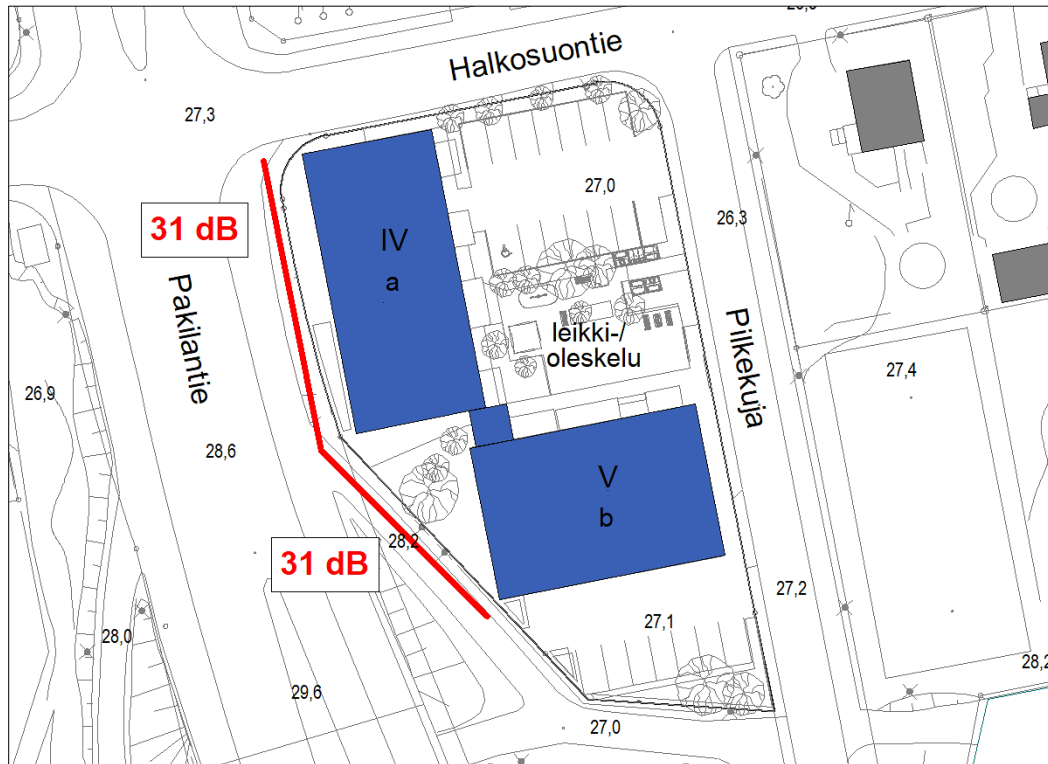 Halkosuontie
27,3
31 dB
IV
a
27,0
26,3
Pakilantie
leikki-/
oleskelu
Pilkekuja
27,4
26,9
28,6
V
b
28,2
31 dB
27,2
27,1
28,0
28,2
29,6
27,0